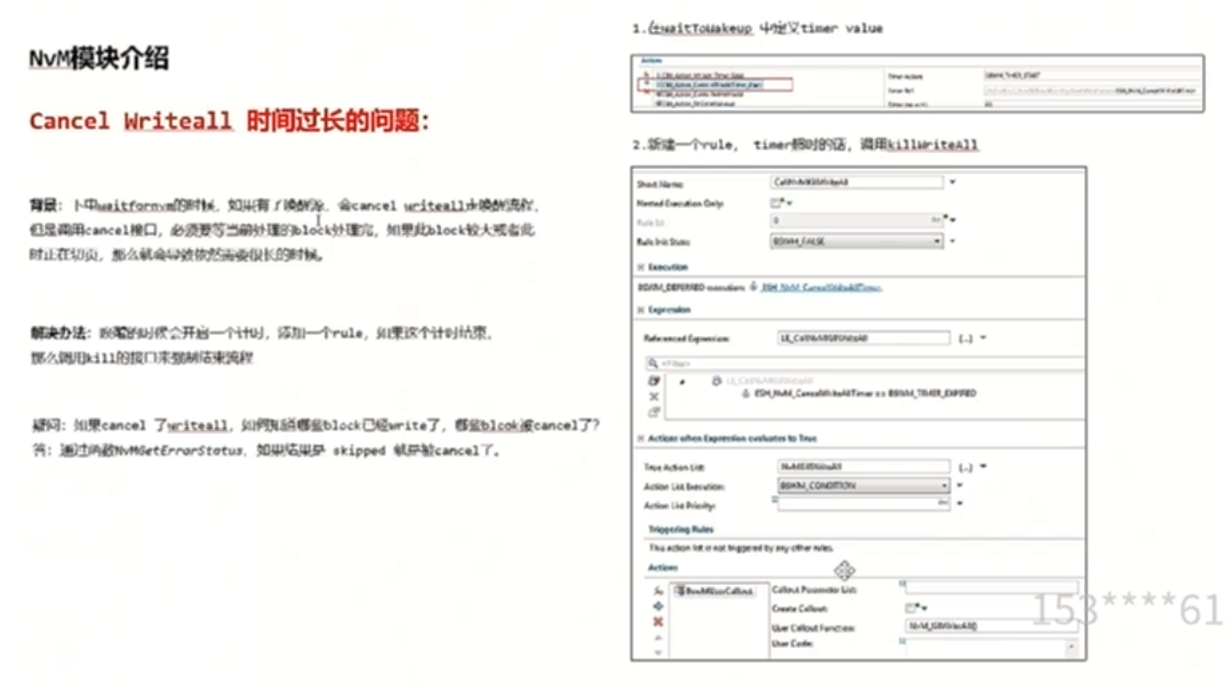 NvM模块介绍
Cancel Writeall 时间过长的问题:
背景: 下电waitfornvm的时候, 如果有了唤醒源, 会cancel writeall走唤醒流程,
但是调用cancel接口, 必须要等当前处理的block处理完, 如果此block较大或者此
时正在切页, 那么就会导致依然需要很长的时候。
解决办法: 唤醒的时候会开启一个计时, 添加一个rule, 如果这个计时结束,
那么调用kill的接口来强制结束流程
疑问: 如果cancel 了writeall, 如何知道哪些block已经write了, 哪些blcok被cancel了?
答: 通过函数NvMGetErrorStatus, 如果结果是 skipped 就是被cancel了。
1.在waitToWakeup 中定义timer value
Actions
Timer Action:
BSWM_TIMER_START
2.新建一个rule, timer超时的话, 调用killWriteAll
Short Name:
Nested Execution Only:
Rule Id:
0
Rule Init State:
BSWM_FALSE
Execution
BSWM_DEFERRED execution: ESH_NvM_CancelWriteAllTimer.
Expression
Referenced Expression:
<Filter>
ESH_NvM_CancelWriteAllTimer == BSWM_TIMER_EXPIRED
Actions when Expression evaluates to True
True Action List:
Action List Execution:
BSWM_CONDITION
Action List Priority:
Triggering Rules
This action list is not triggered by any other rules.
Actions
BswMUserCallout
Callout Parameter List:
Create Callout:
User Callout Function:
NvM_KillWriteAll()
User Code:
153****61